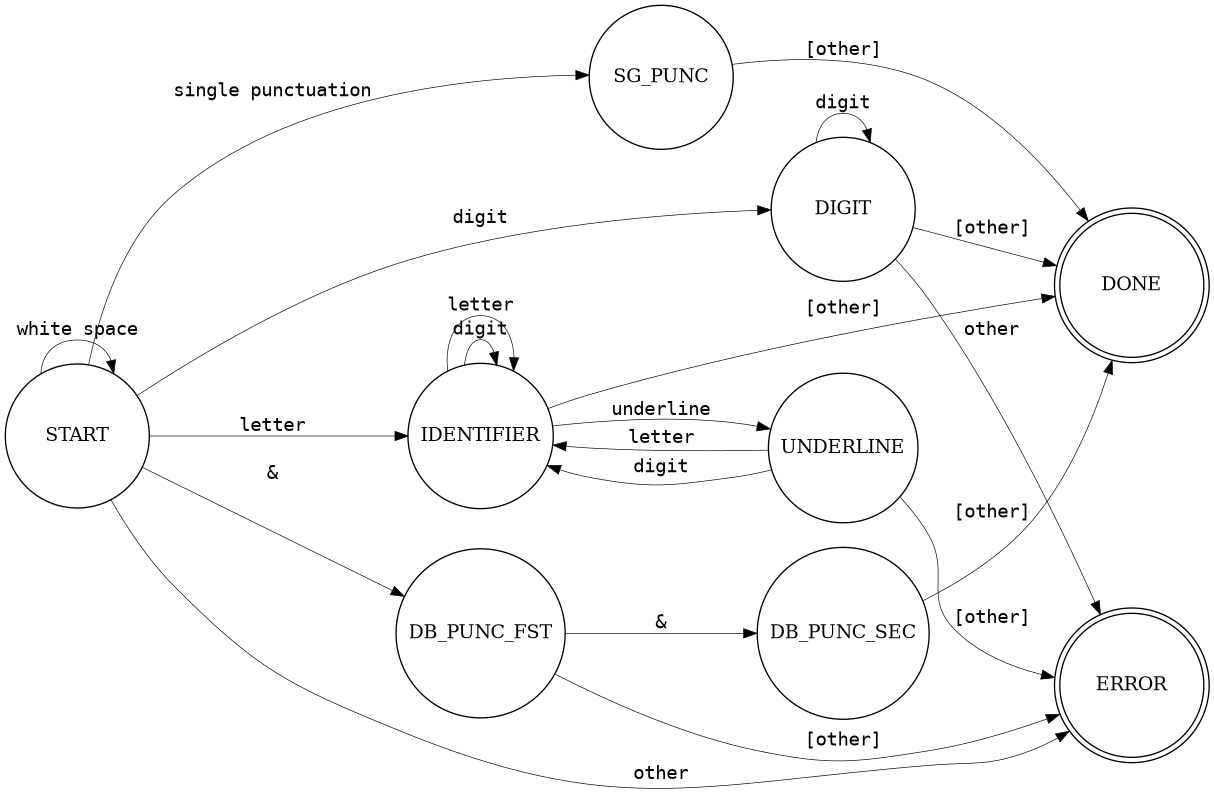 SG_PUNC
[other]
single punctuation
digit
DIGIT
digit
[other]
DONE
letter
digit
[other]
other
white space
START
letter
IDENTIFIER
underline
letter
digit
UNDERLINE
&
[other]
DB_PUNC_FST
&
DB_PUNC_SEC
[other]
ERROR
[other]
other